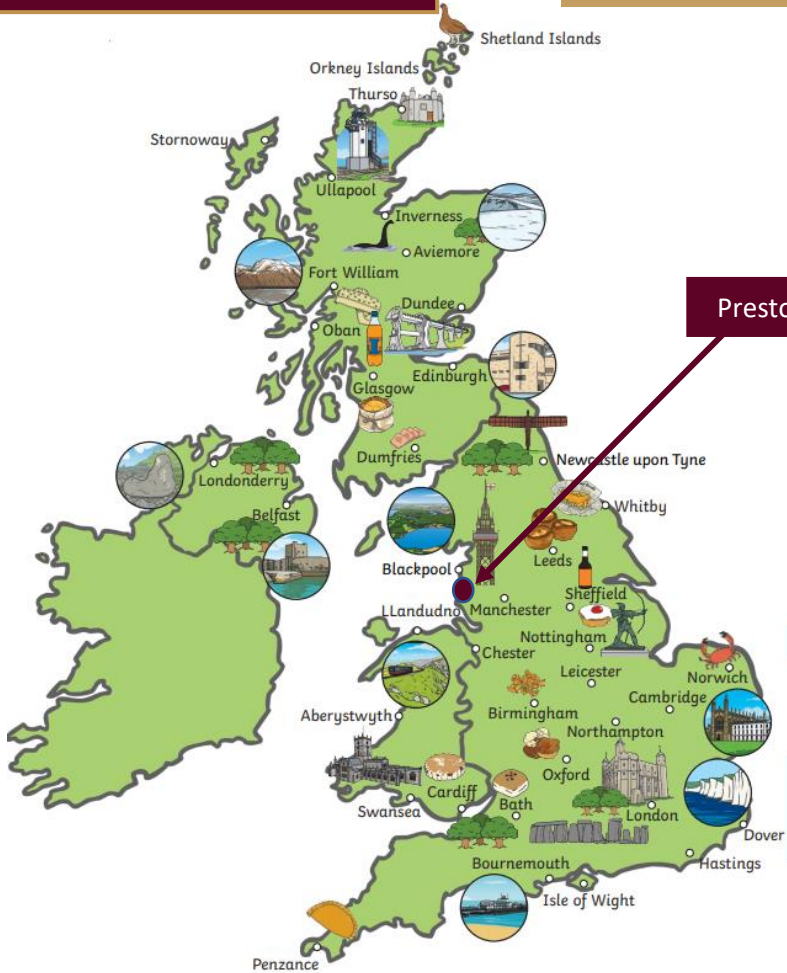 Shetland Islands
Orkney Islands
Thurso
Stornoway
Ullapool
Inverness
Aviemore
Fort William
Dundee
Oban
Edinburgh
Glasgow
Dumfries
Newcastle upon Tyne
Londonderry
Belfast
Whitby
Leeds
Blackpool
Sheffield
LLandudno
Manchester
Nottingham
Chester
Leicester
Norwich
Cambridge
Aberystwyth
Birmingham
Northampton
Oxford
Cardiff
Bath
Swansea
London
Dover
Bournemouth
Hastings
Isle of Wight
Penzance